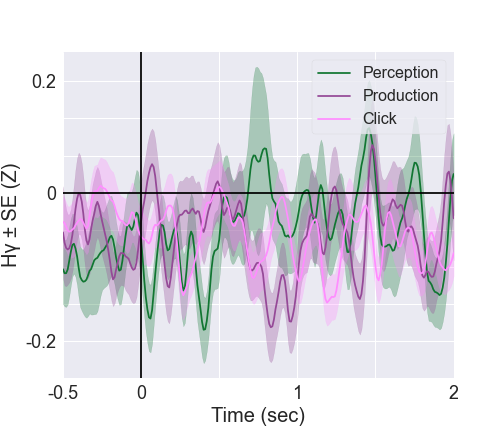 Perception
Production
Click
Hγ ± SE (Z)
0.2
0
-0.2
-0.5
0
1
2
Time (sec)